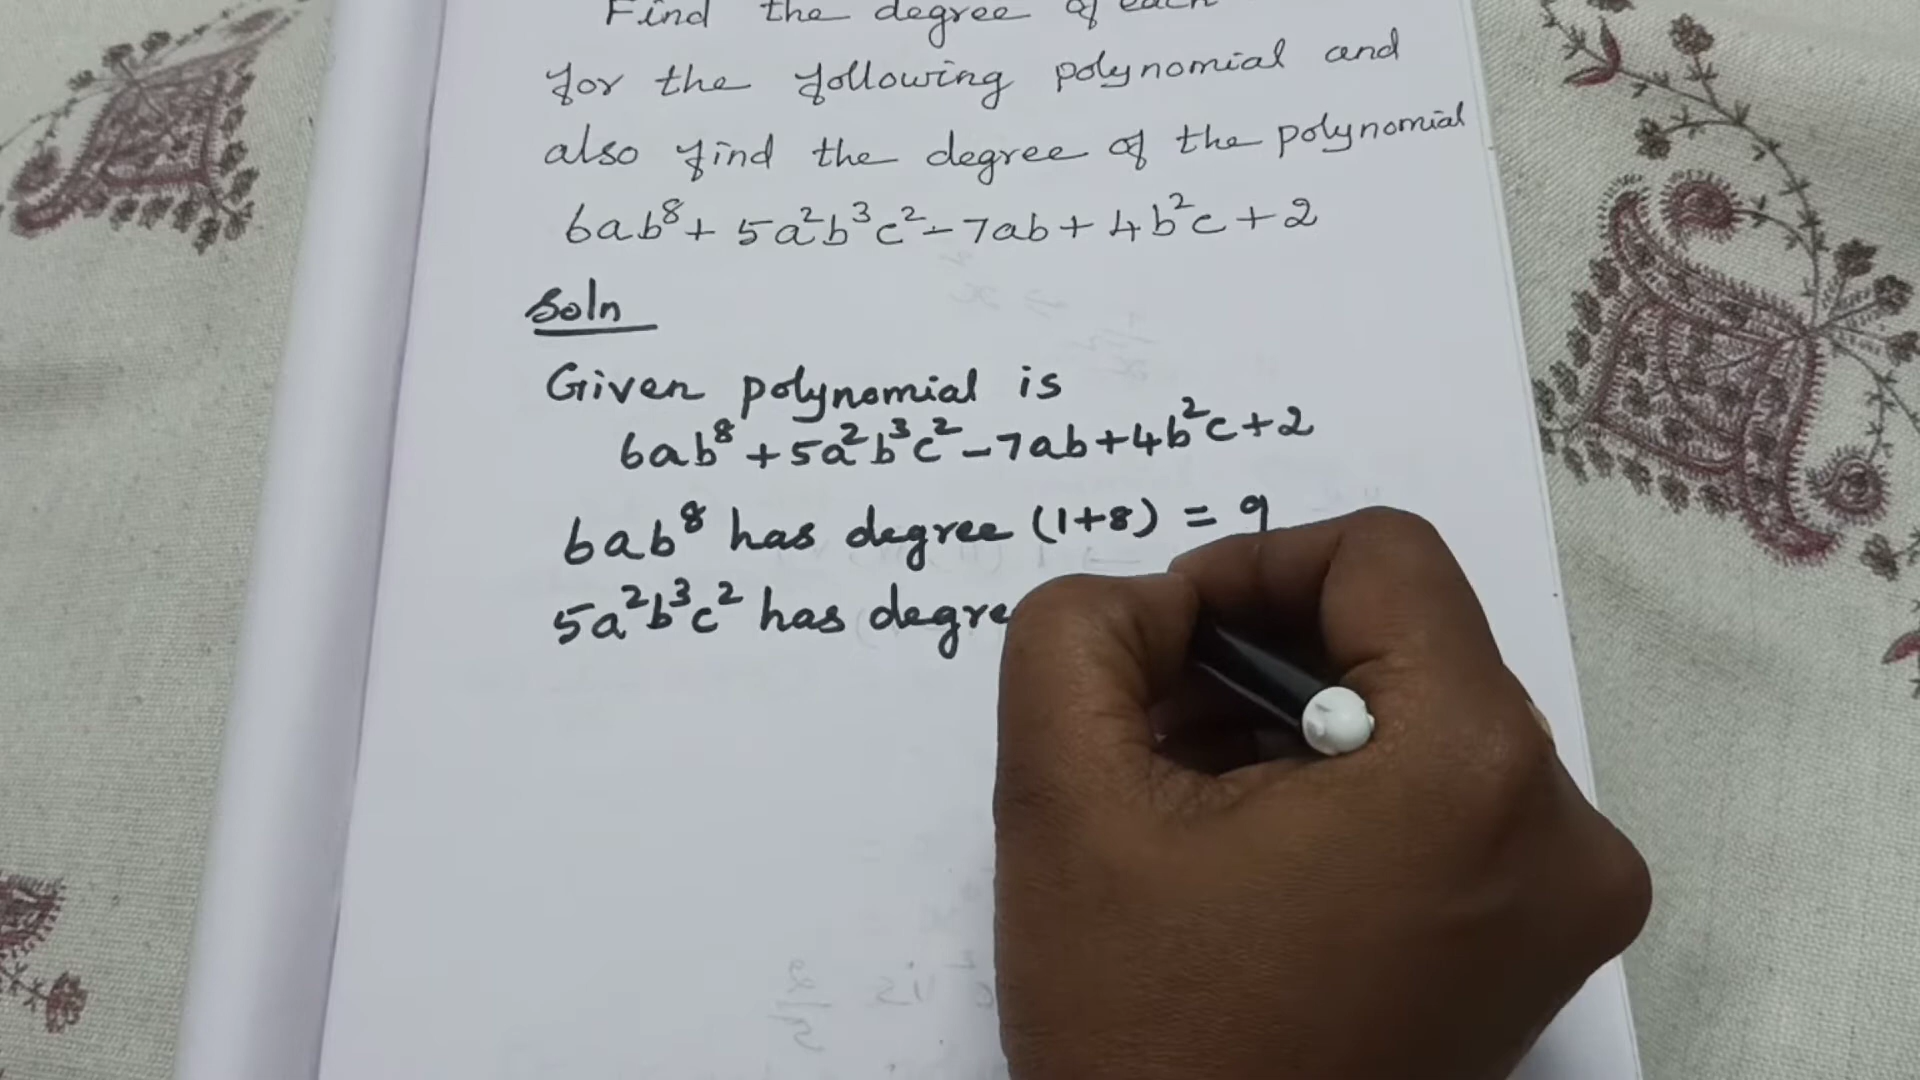 Find the degree of each
for the following polynomial and
also find the degree of the polynomial
6ab⁸ + 5a²b³c² - 7ab + 4b²c + 2
Soln
Given polynomial is
6ab⁸ + 5a²b³c² - 7ab + 4b²c + 2
6ab⁸ has degree (1+8) = 9
5a²b³c² has degre